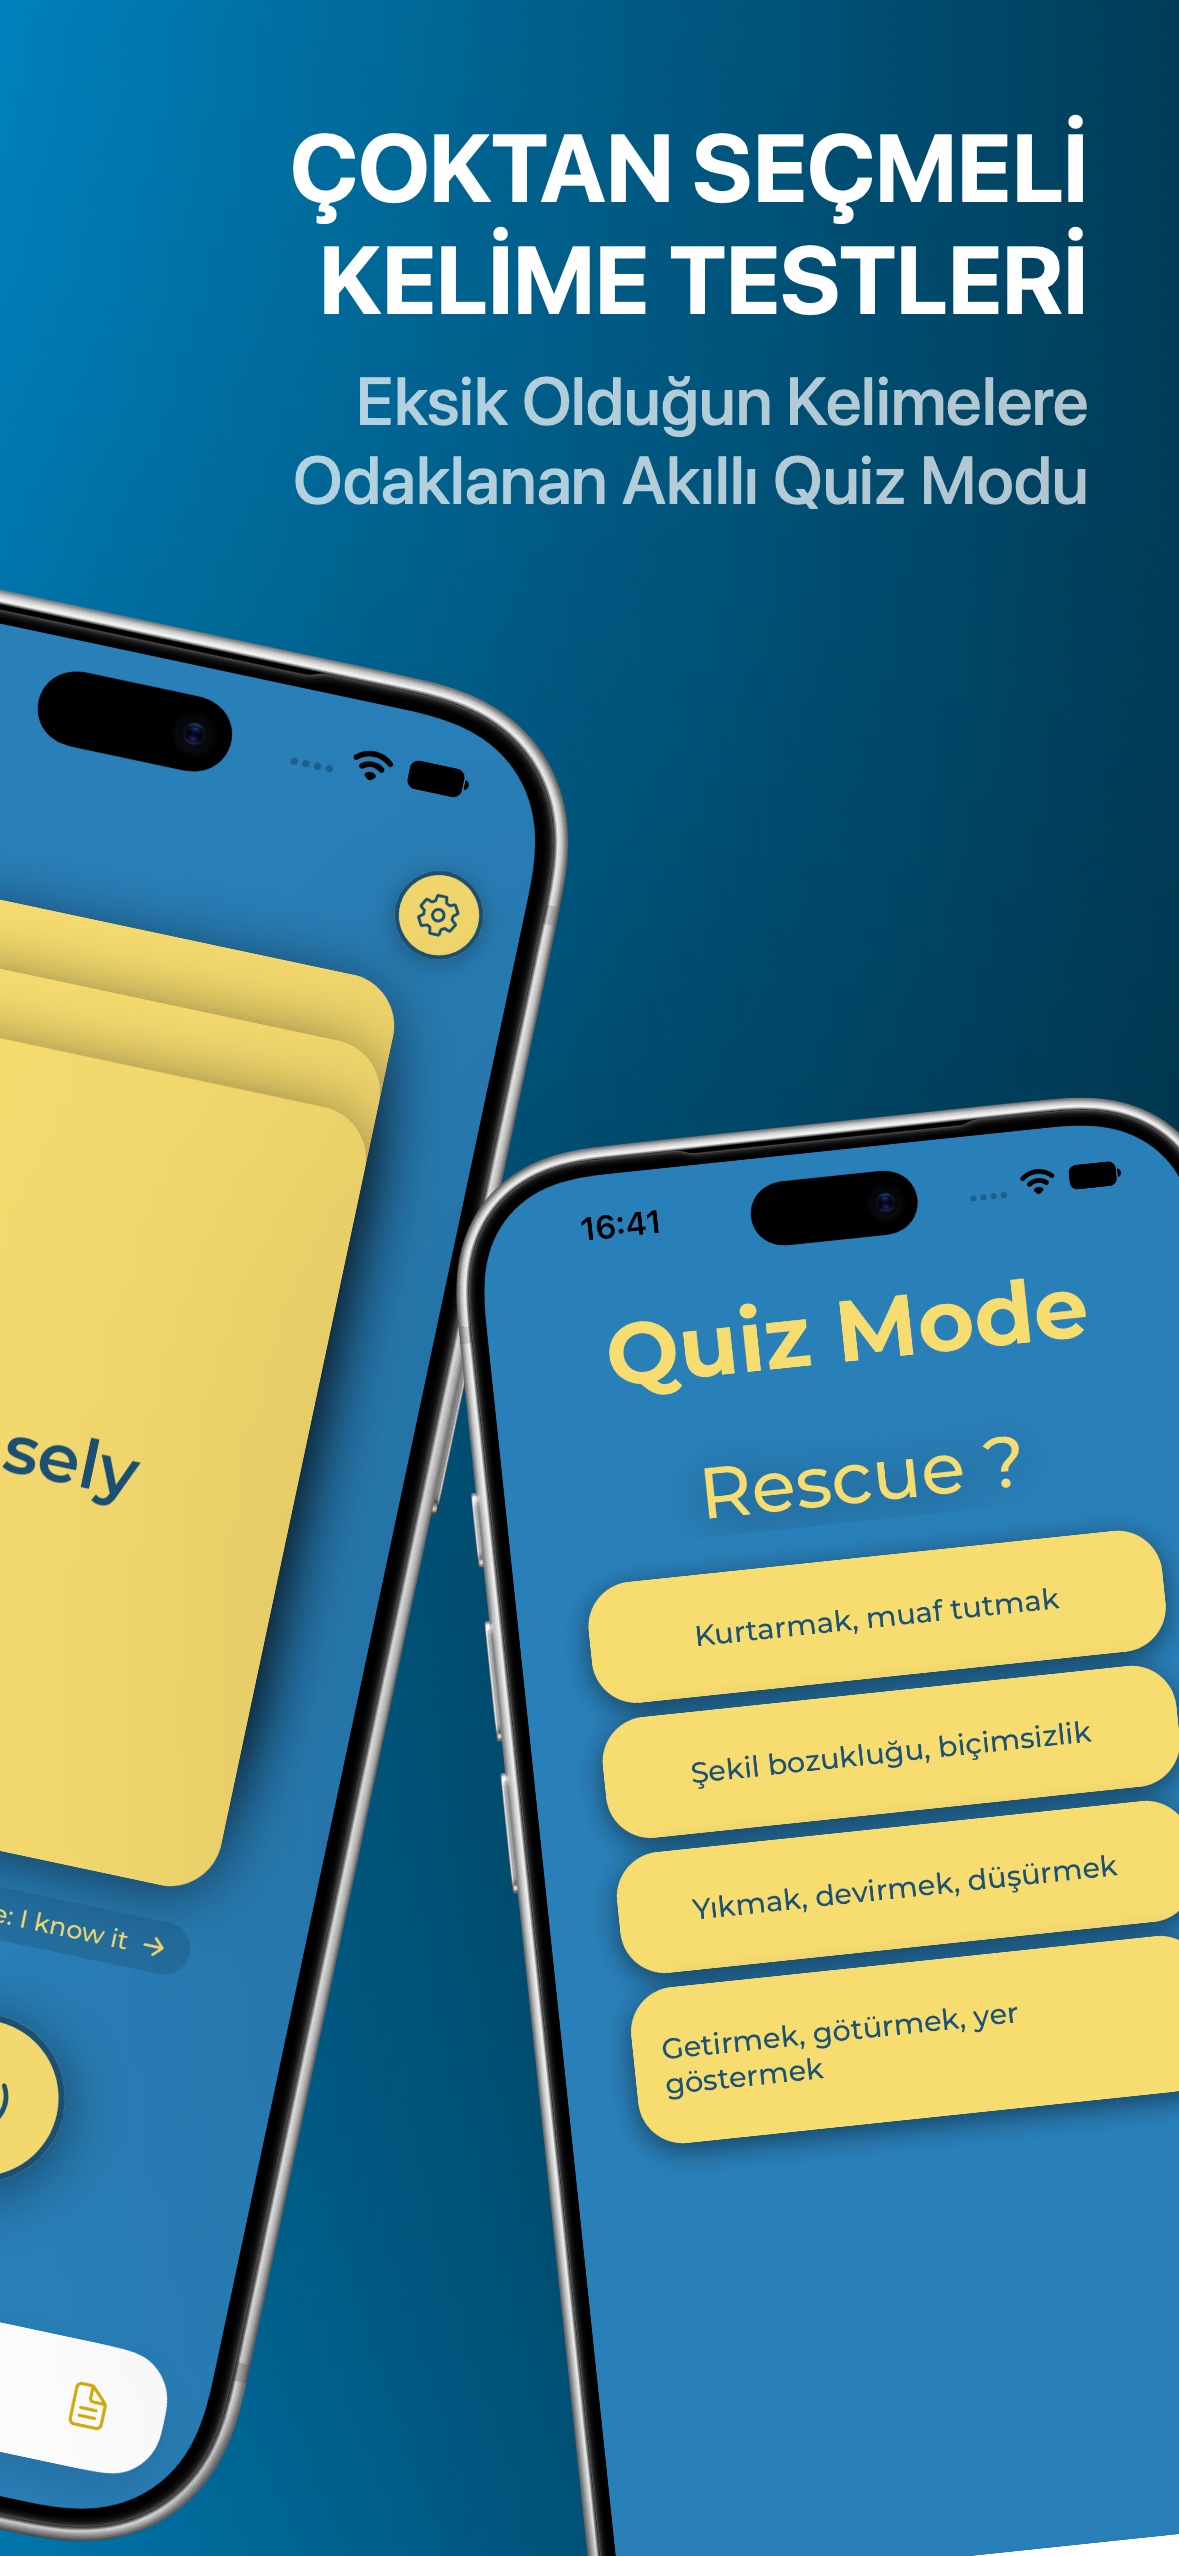 ÇOKTAN SEÇMELİ
KELİME TESTLERİ
Eksik Olduğun Kelimelere
Odaklanan Akıllı Quiz Modu
sely
e: I know it →
16:41
Quiz Mode
Rescue ?
Kurtarmak, muaf tutmak
Şekil bozukluğu, biçimsizlik
Yıkmak, devirmek, düşürmek
Getirmek, götürmek, yer
göstermek